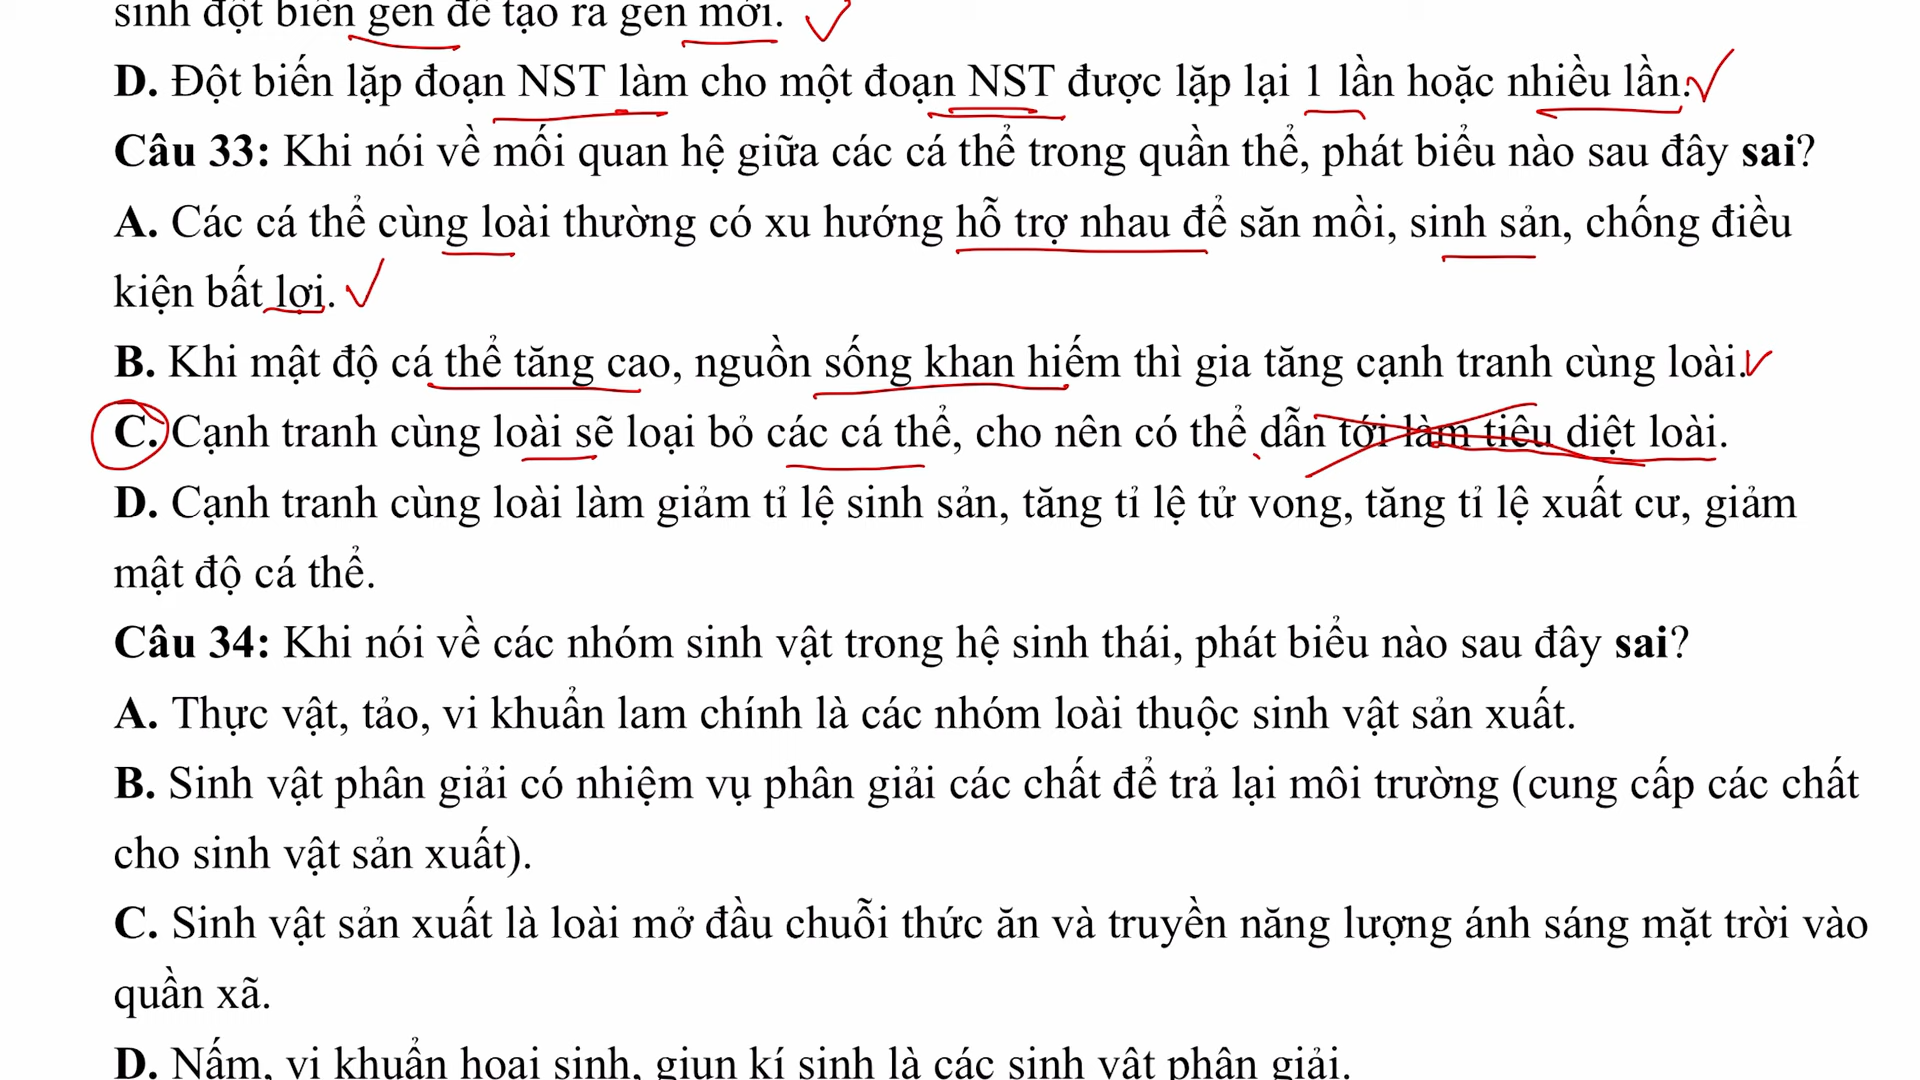 sinh đột biến gen để tạo ra gen mới.
D. Đột biến lặp đoạn NST làm cho một đoạn NST được lặp lại 1 lần hoặc nhiều lần.
Câu 33: Khi nói về mối quan hệ giữa các cá thể trong quần thể, phát biểu nào sau đây sai?
A. Các cá thể cùng loài thường có xu hướng hỗ trợ nhau để săn mồi, sinh sản, chống điều
kiện bất lợi.
B. Khi mật độ cá thể tăng cao, nguồn sống khan hiếm thì gia tăng cạnh tranh cùng loài.
C. Cạnh tranh cùng loài sẽ loại bỏ các cá thể, cho nên có thể dẫn tới làm tiêu diệt loài.
D. Cạnh tranh cùng loài làm giảm tỉ lệ sinh sản, tăng tỉ lệ tử vong, tăng tỉ lệ xuất cư, giảm
mật độ cá thể.
Câu 34: Khi nói về các nhóm sinh vật trong hệ sinh thái, phát biểu nào sau đây sai?
A. Thực vật, tảo, vi khuẩn lam chính là các nhóm loài thuộc sinh vật sản xuất.
B. Sinh vật phân giải có nhiệm vụ phân giải các chất để trả lại môi trường (cung cấp các chất
cho sinh vật sản xuất).
C. Sinh vật sản xuất là loài mở đầu chuỗi thức ăn và truyền năng lượng ánh sáng mặt trời vào
quần xã.
D. Nấm, vi khuẩn hoại sinh, giun kí sinh là các sinh vật phân giải.